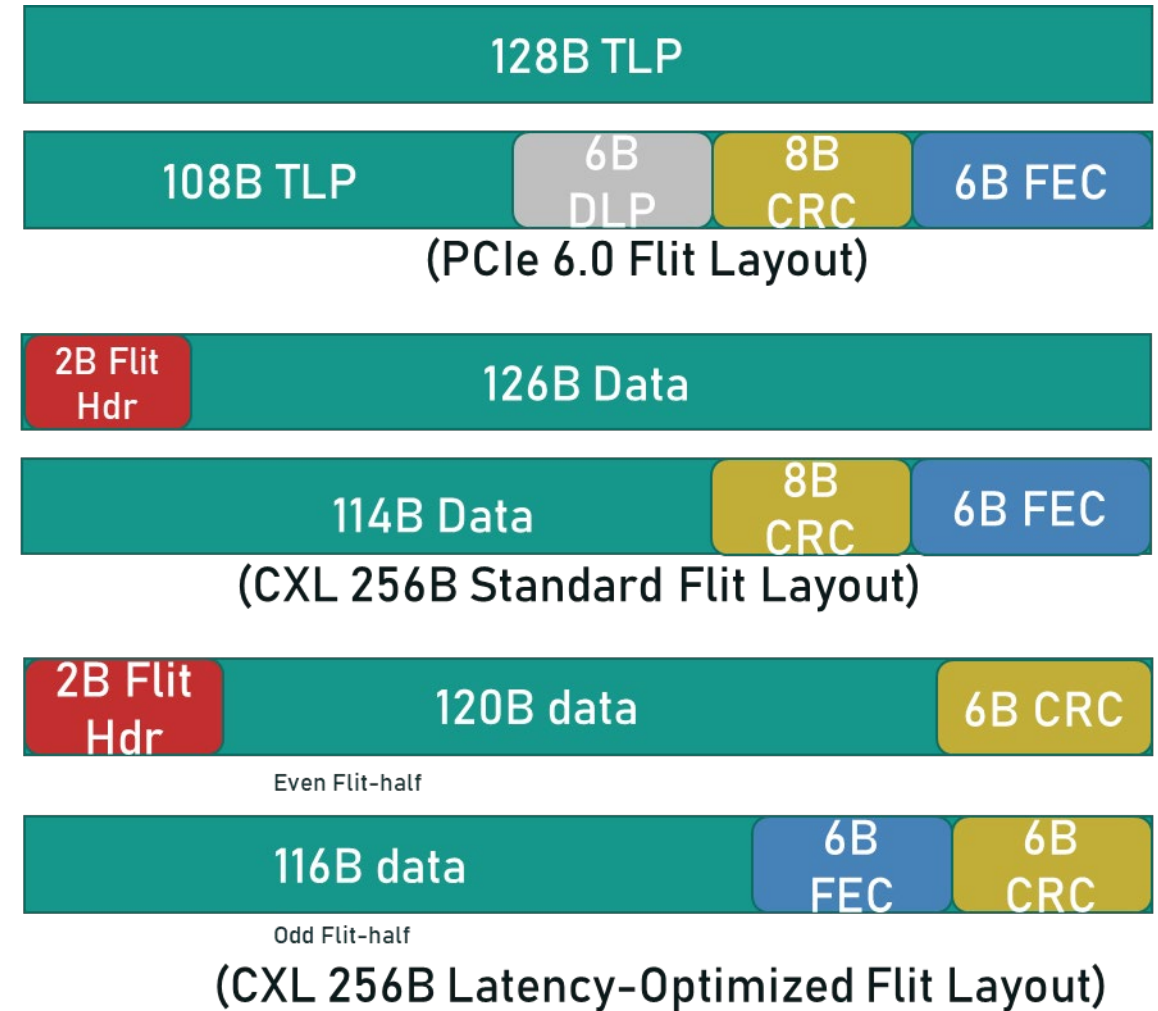 128B TLP
108B TLP
6B
DLP
8B
CRC
6B FEC
(PCIe 6.0 Flit Layout)
2B Flit
Hdr
126B Data
114B Data
8B
CRC
6B FEC
(CXL 256B Standard Flit Layout)
2B Flit
Hdr
120B data
6B CRC
Even Flit-half
116B data
6B
FEC
6B
CRC
Odd Flit-half
(CXL 256B Latency-Optimized Flit Layout)